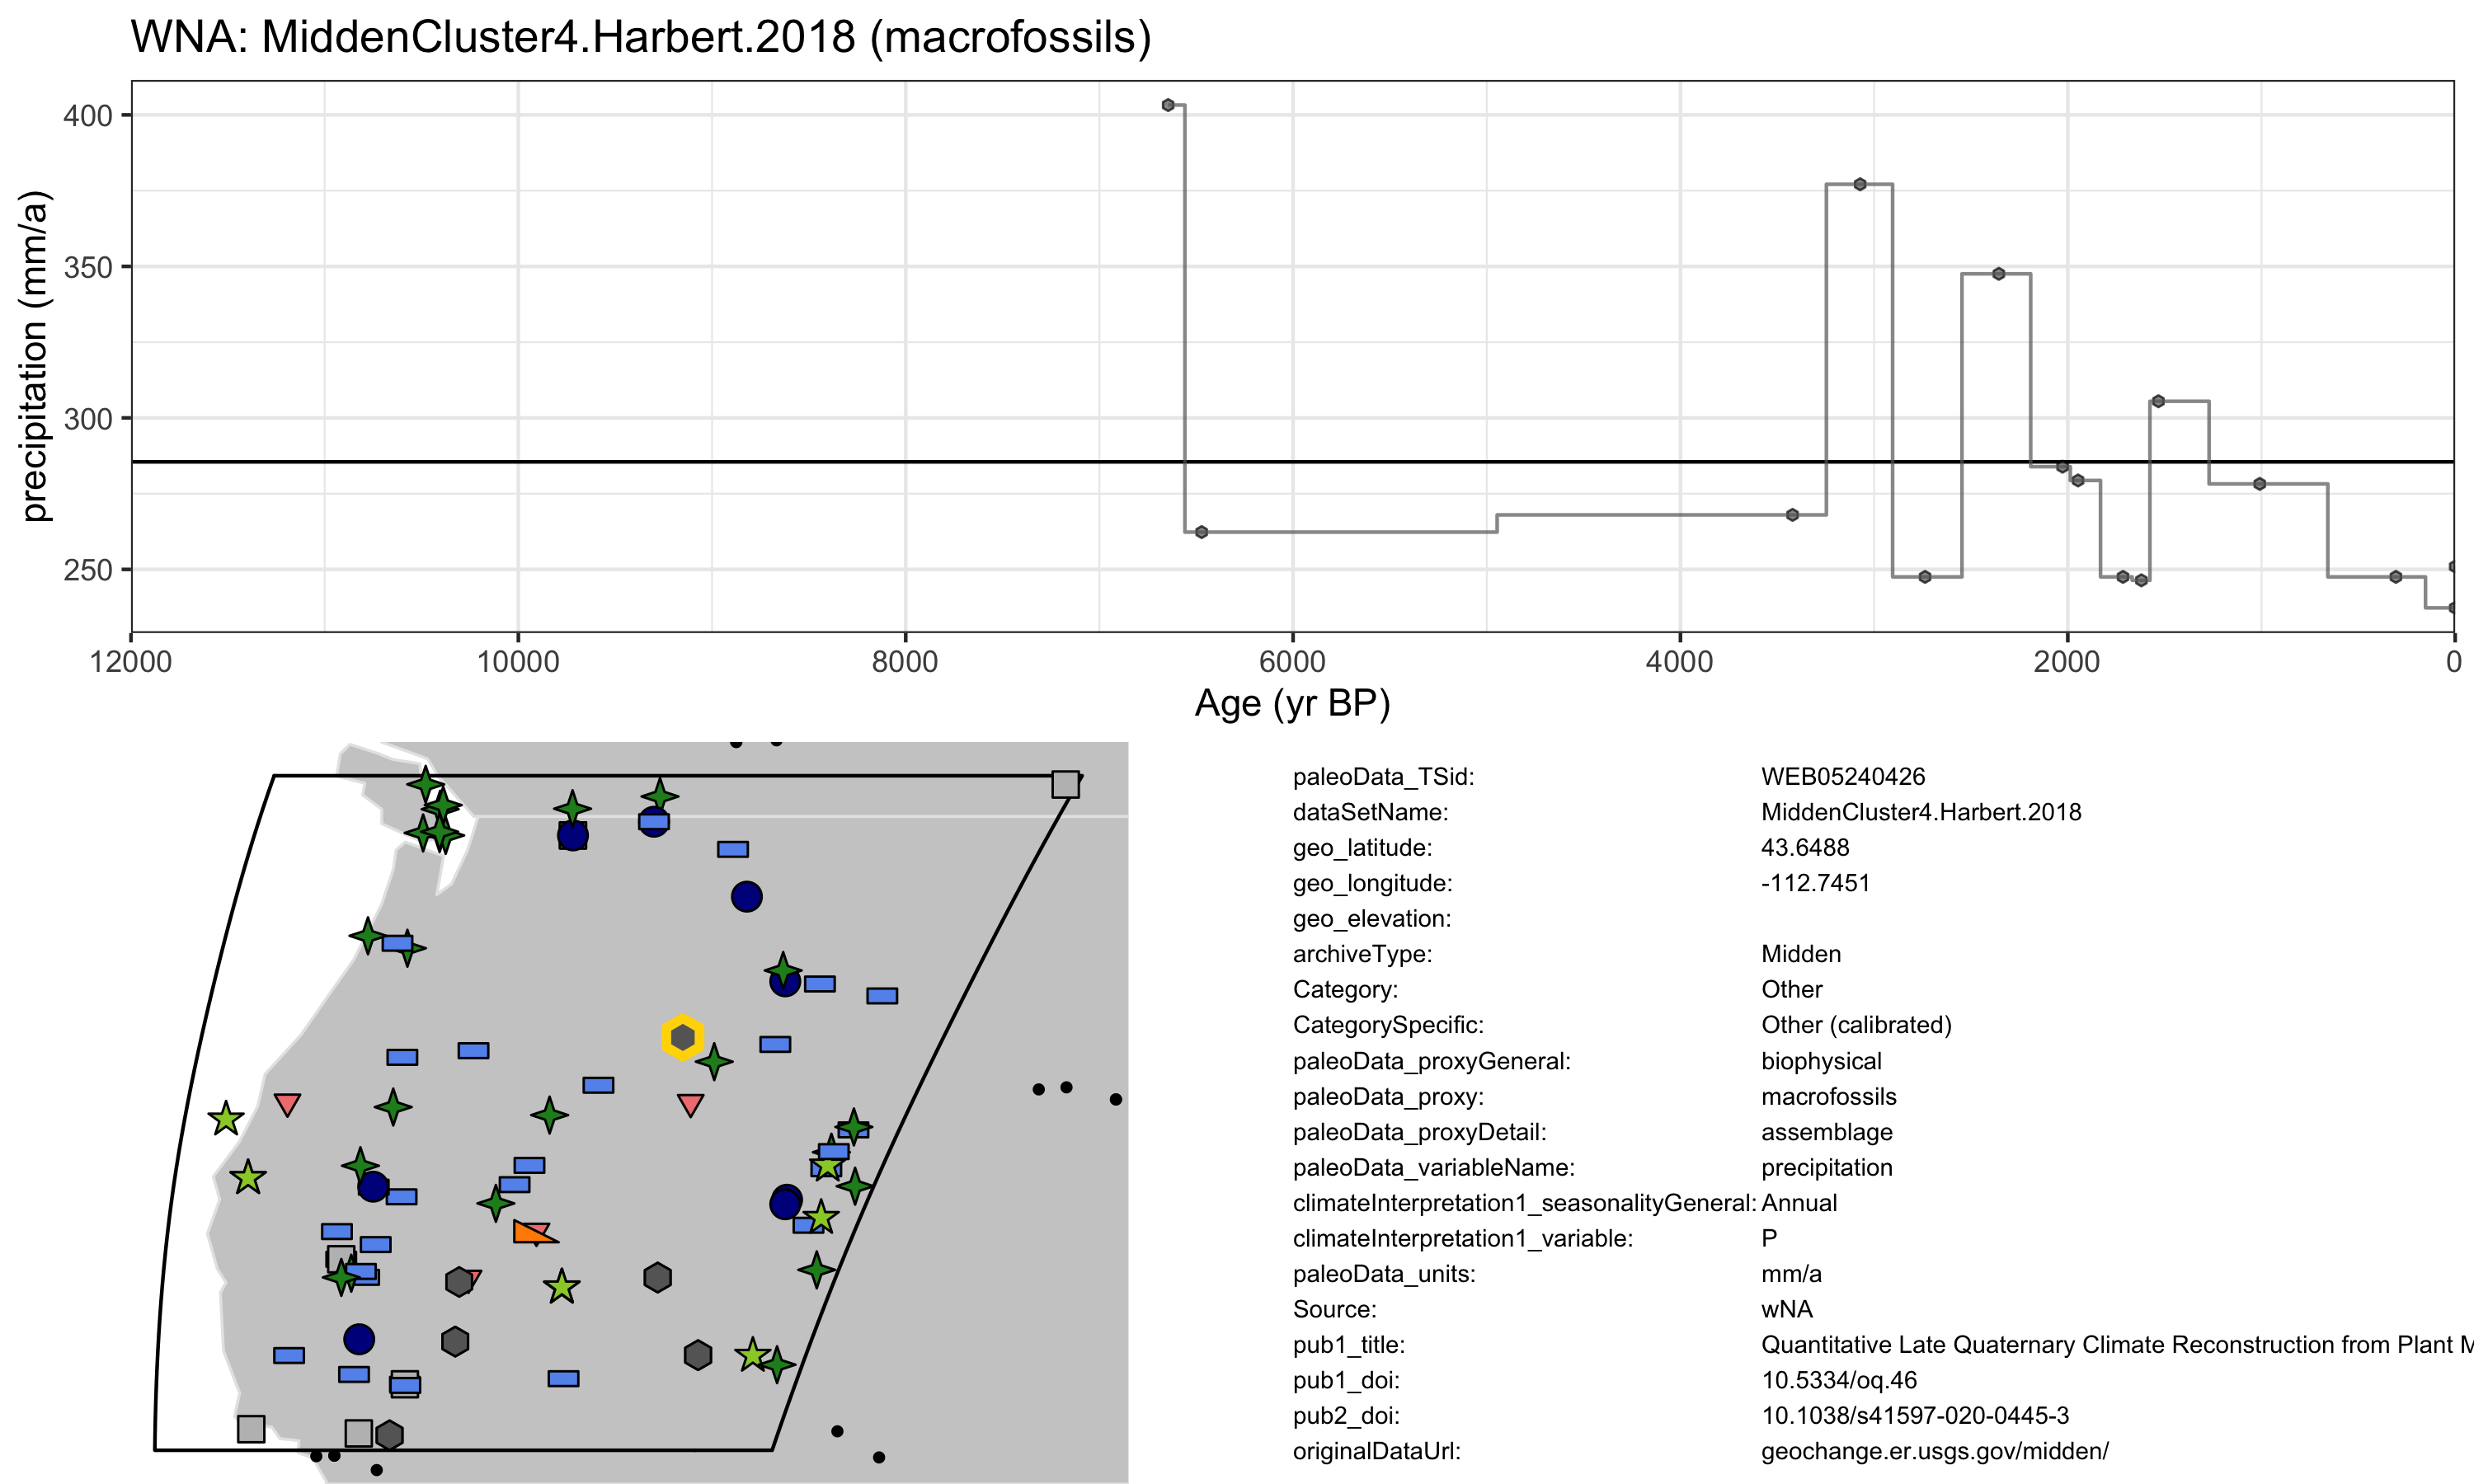 WNA: MiddenCluster4.Harbert.2018 (macrofossils)
precipitation (mm/a)
400
350
300
250
12000 10000 8000 6000 4000 2000 0
Age (yr BP)
paleoData_TSid: WEB05240426
dataSetName: MiddenCluster4.Harbert.2018
geo_latitude: 43.6488
geo_longitude: -112.7451
geo_elevation:
archiveType: Midden
Category: Other
CategorySpecific: Other (calibrated)
paleoData_proxyGeneral: biophysical
paleoData_proxy: macrofossils
paleoData_proxyDetail: assemblage
paleoData_variableName: precipitation
climateInterpretation1_seasonalityGeneral: Annual
climateInterpretation1_variable: P
paleoData_units: mm/a
Source: wNA
pub1_title: Quantitative Late Quaternary Climate Reconstruction from Plant M
pub1_doi: 10.5334/oq.46
pub2_doi: 10.1038/s41597-020-0445-3
originalDataUrl: geochange.er.usgs.gov/midden/